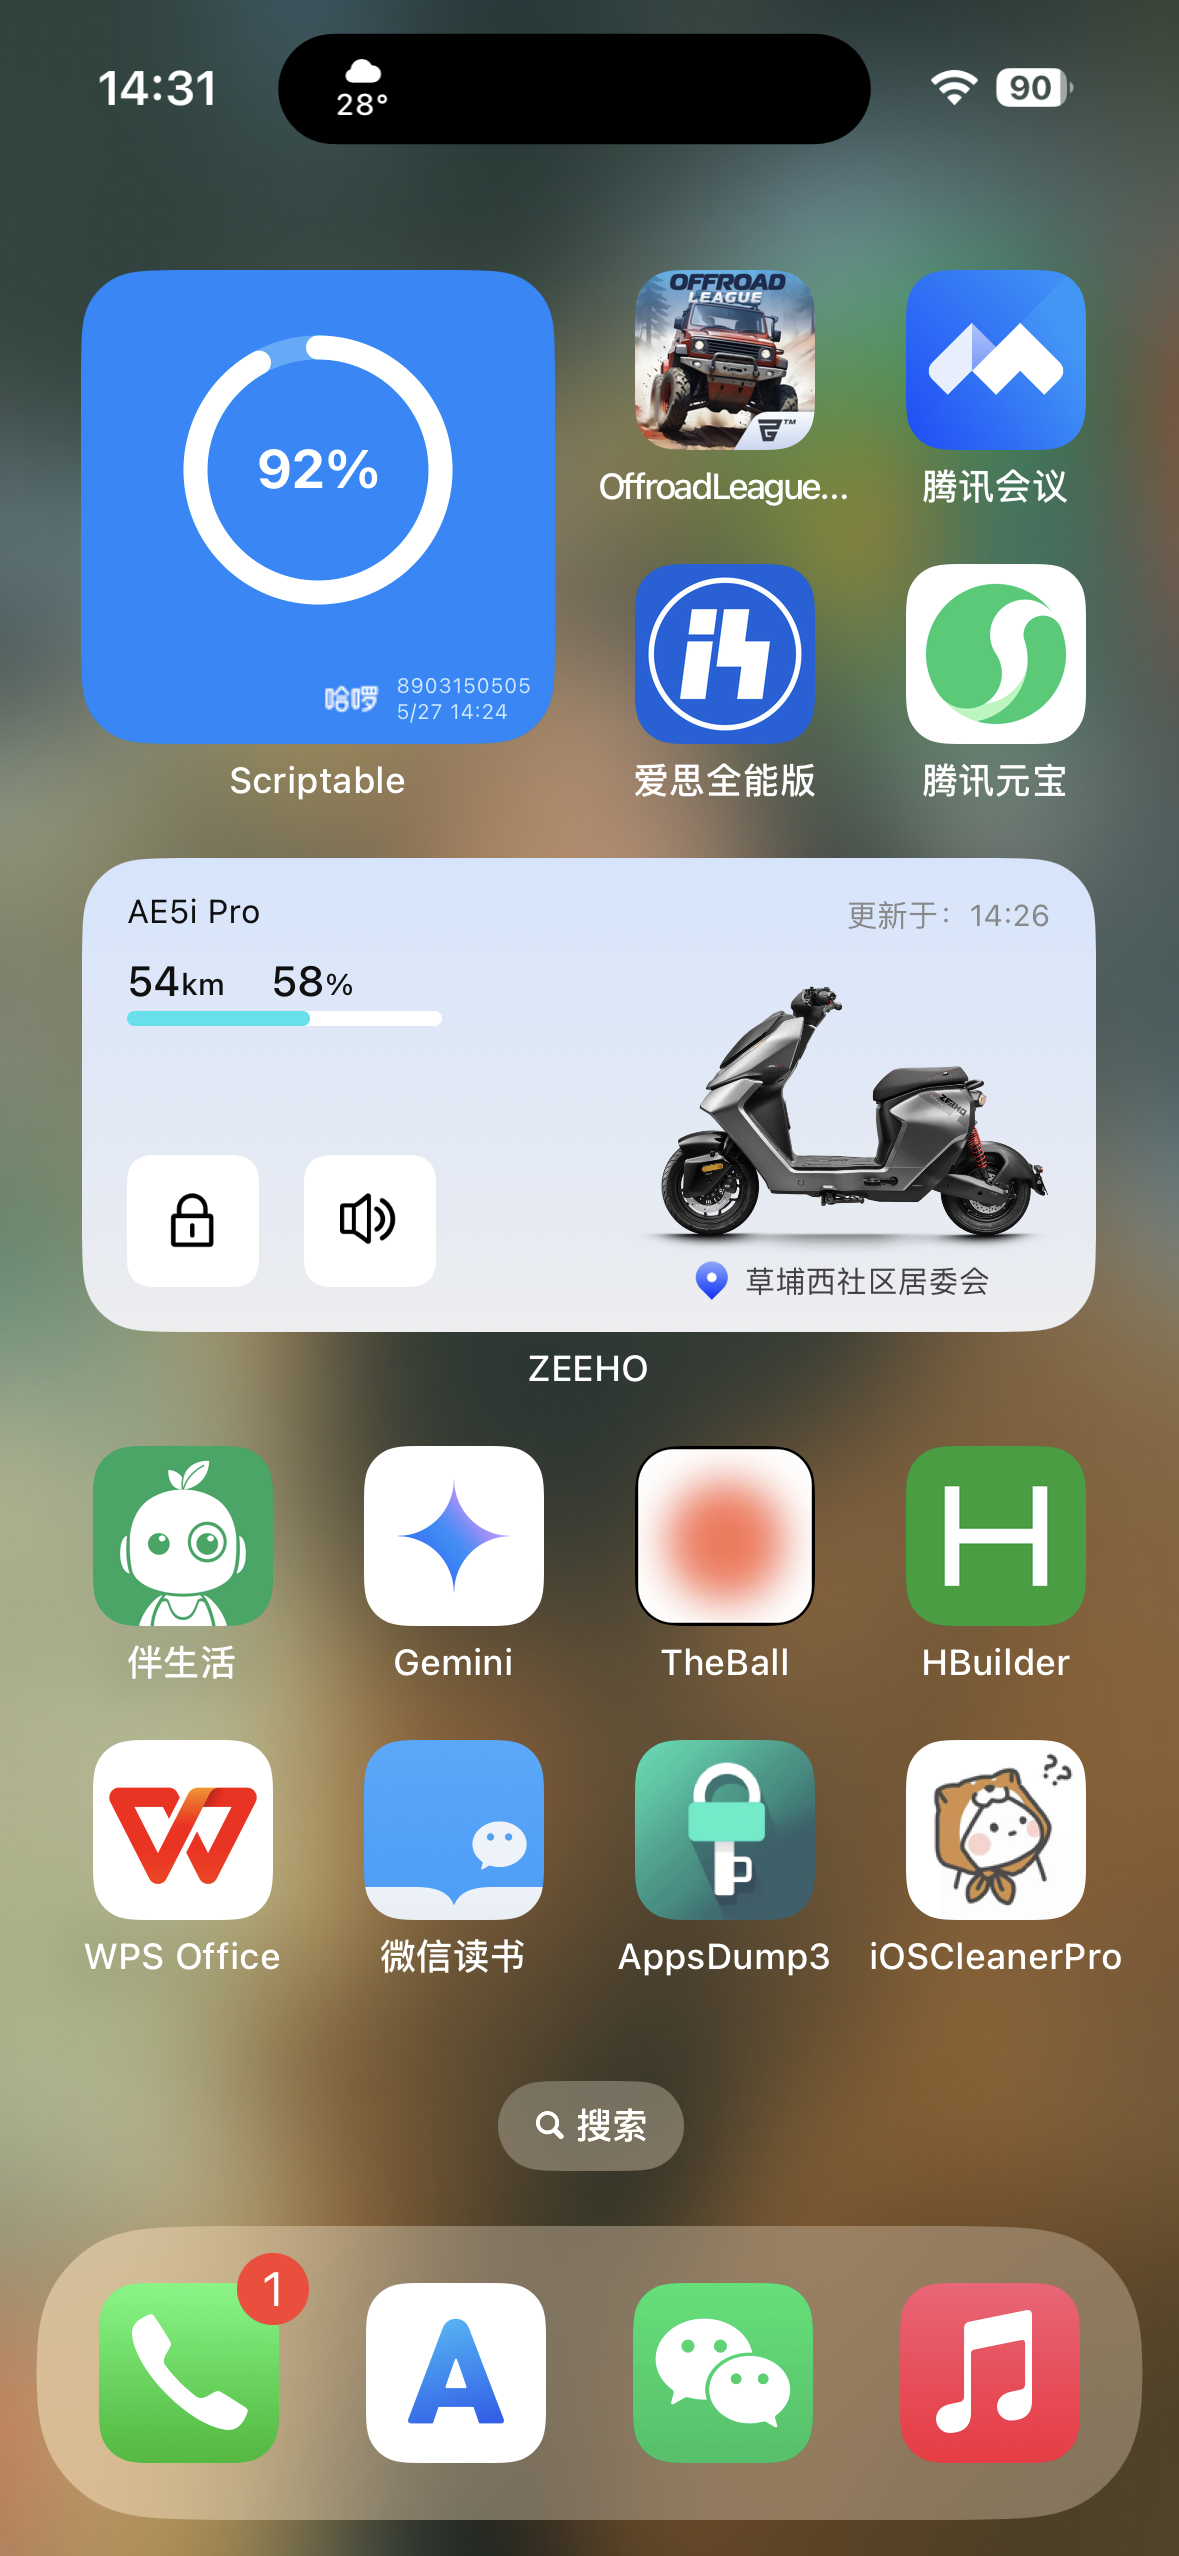 14:31
28°
90
92%
哈啰
8903150505
5/27 14:24
Scriptable
OFFROAD
LEAGUE
OffroadLeague...
腾讯会议
爱思全能版
腾讯元宝
AE5i Pro
更新于：14:26
54km 58%
ZEEHO
草埔西社区居委会
ZEEHO
伴生活
Gemini
TheBall
HBuilder
WPS Office
微信读书
??
AppsDump3
iOSCleanerPro
搜索
1